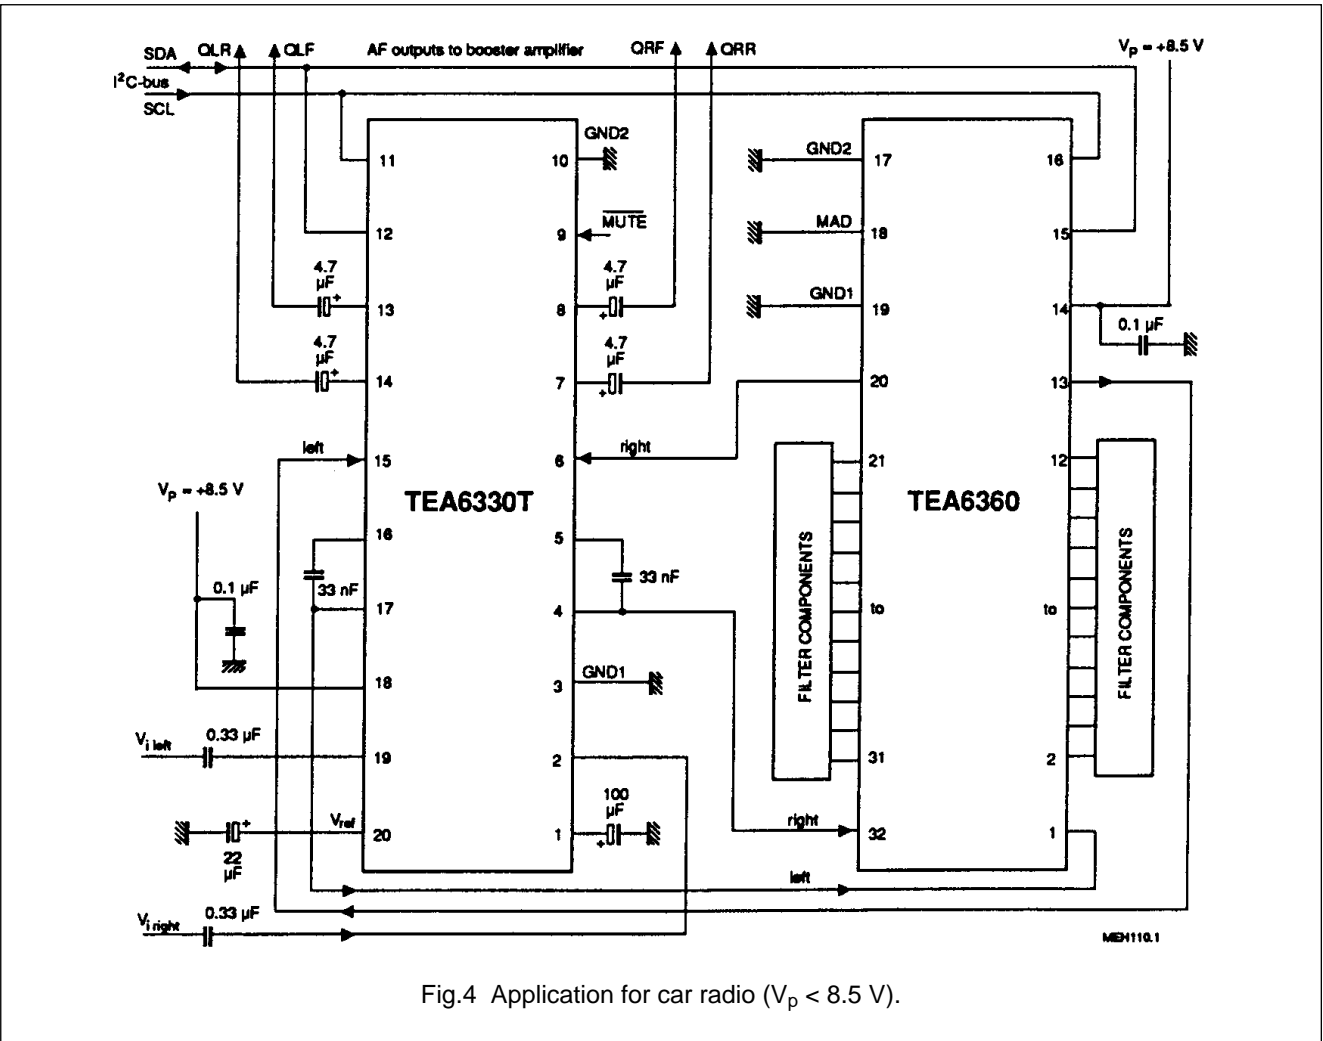 SDA QLR QLF AF outputs to booster amplifier QRF QRR Vp = +8.5 V
I²C-bus
SCL
GND2 GND2
11 10 17 16
MUTE MAD
12 9 18 15
4.7 µF 4.7 µF GND1
13 8 19 14
0.1 µF
4.7 µF 4.7 µF
14 7 20 13
left right
15 6 21 12
Vp = +8.5 V
TEA6330T TEA6360
16 5
0.1 µF 33 nF 33 nF
17 4 to to
FILTER COMPONENTS FILTER COMPONENTS
GND1
18 3
Vi left 0.33 µF
19 2 31 2
100 µF
Vref right
20 1 32 1
22 µF
left
Vi right 0.33 µF
MEH110.1
Fig.4 Application for car radio (Vp < 8.5 V).